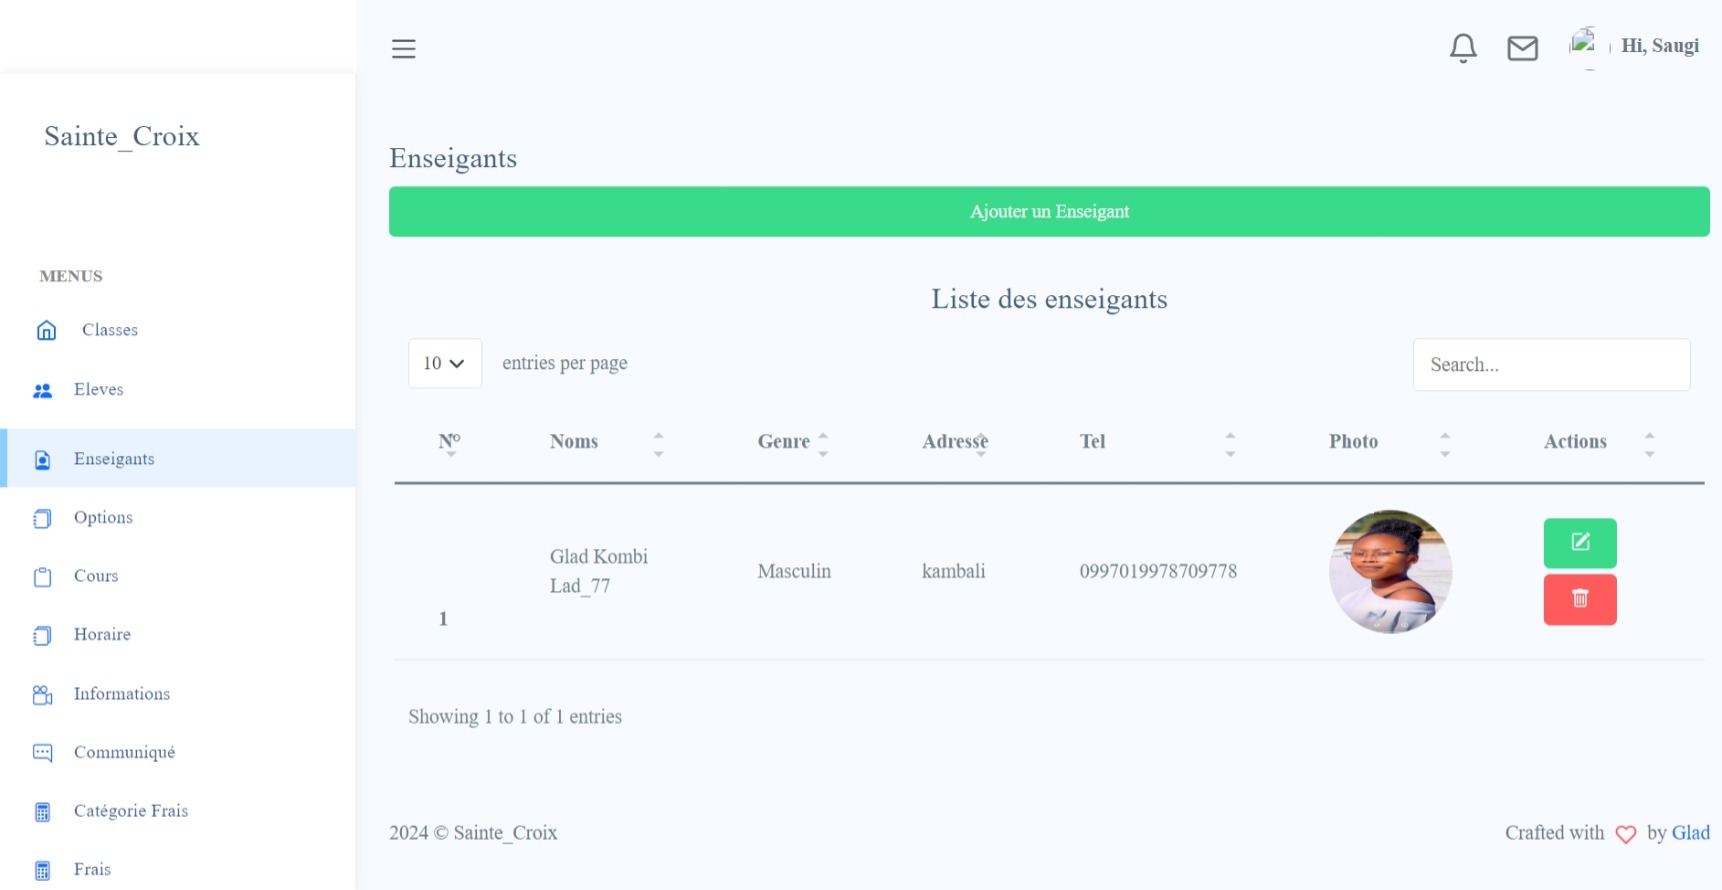 Hi, Saugi
Sainte_Croix
MENUS
Classes
Eleves
Enseigants
Options
Cours
Horaire
Informations
Communiqué
Catégorie Frais
Frais
Enseigants
Ajouter un Enseigant
Liste des enseigants
10 entries per page
Search...
N° Noms Genre Adresse Tel Photo Actions
1 Glad Kombi Lad_77 Masculin kambali 0997019978709778
Showing 1 to 1 of 1 entries
2024 © Sainte_Croix
Crafted with by Glad